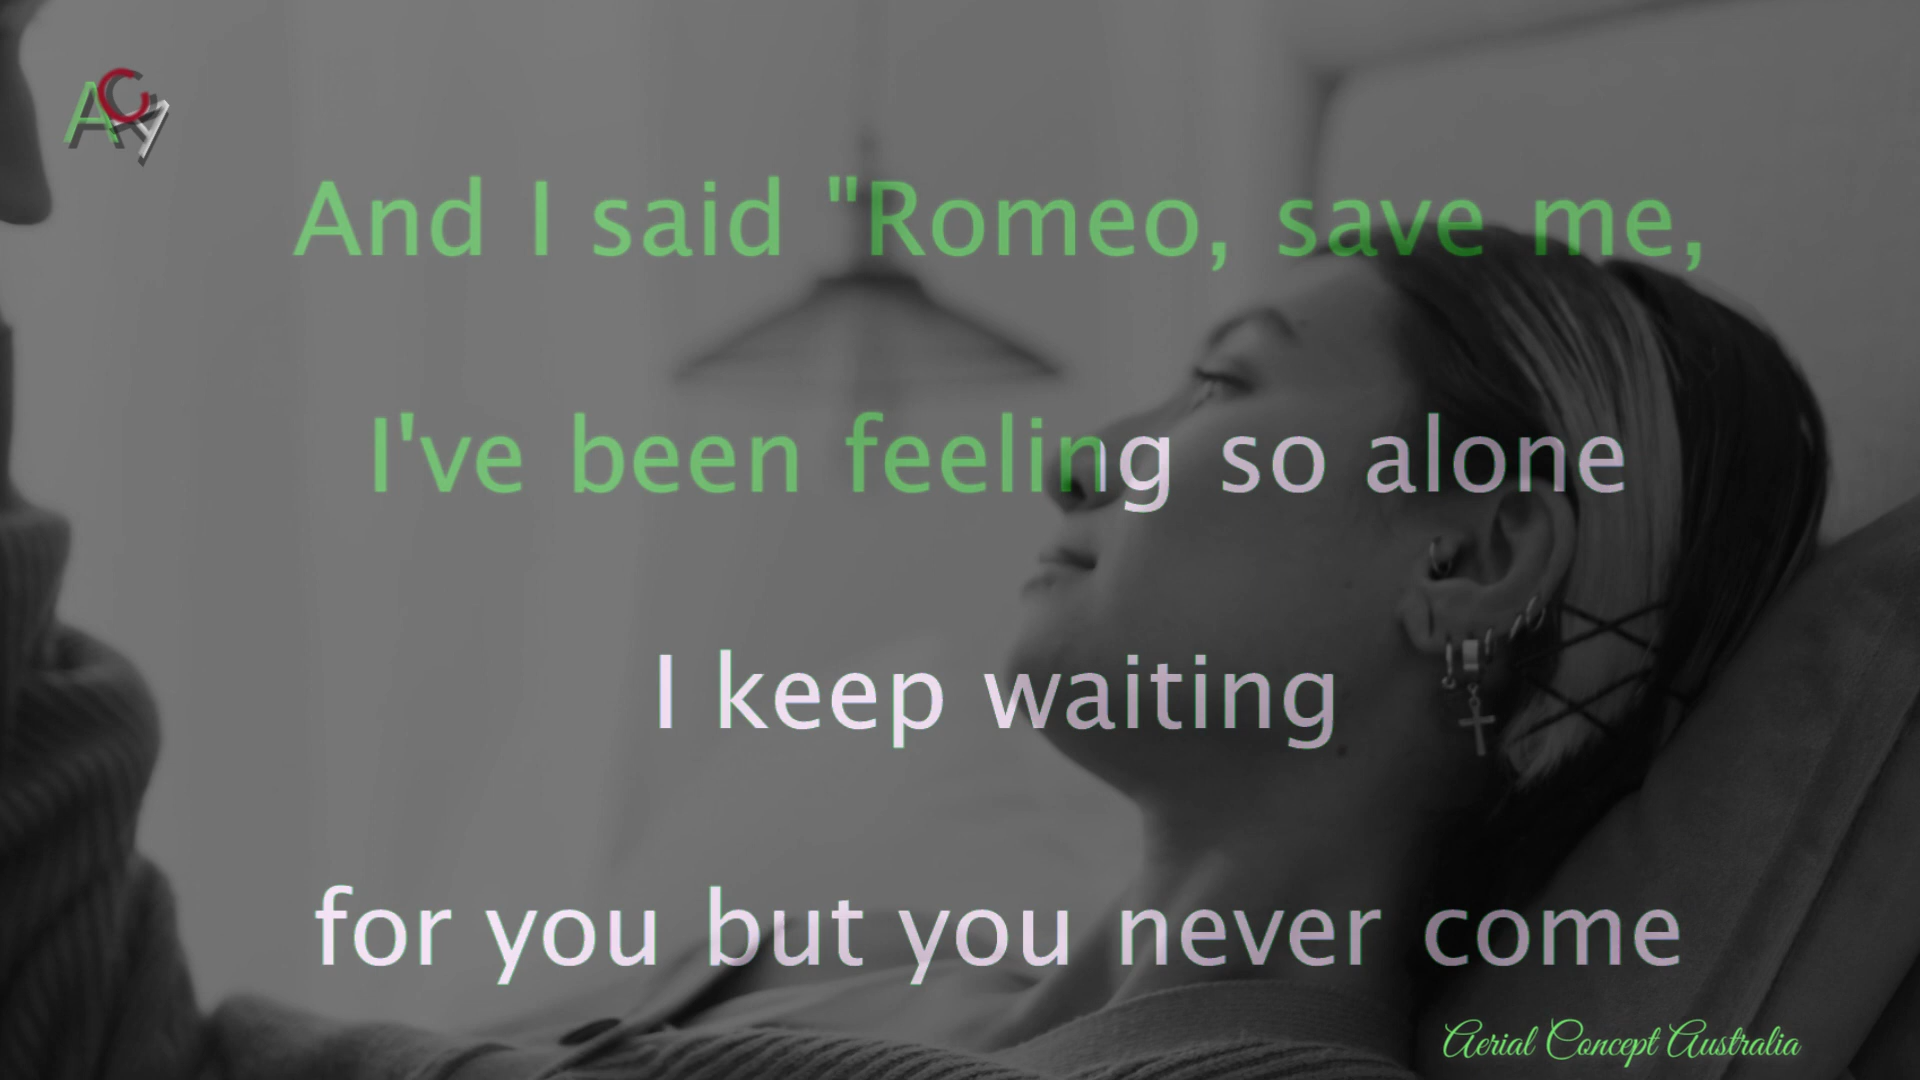 ACA
And I said "Romeo, save me,
I've been feeling so alone
I keep waiting
for you but you never come
Aerial Concept Australia